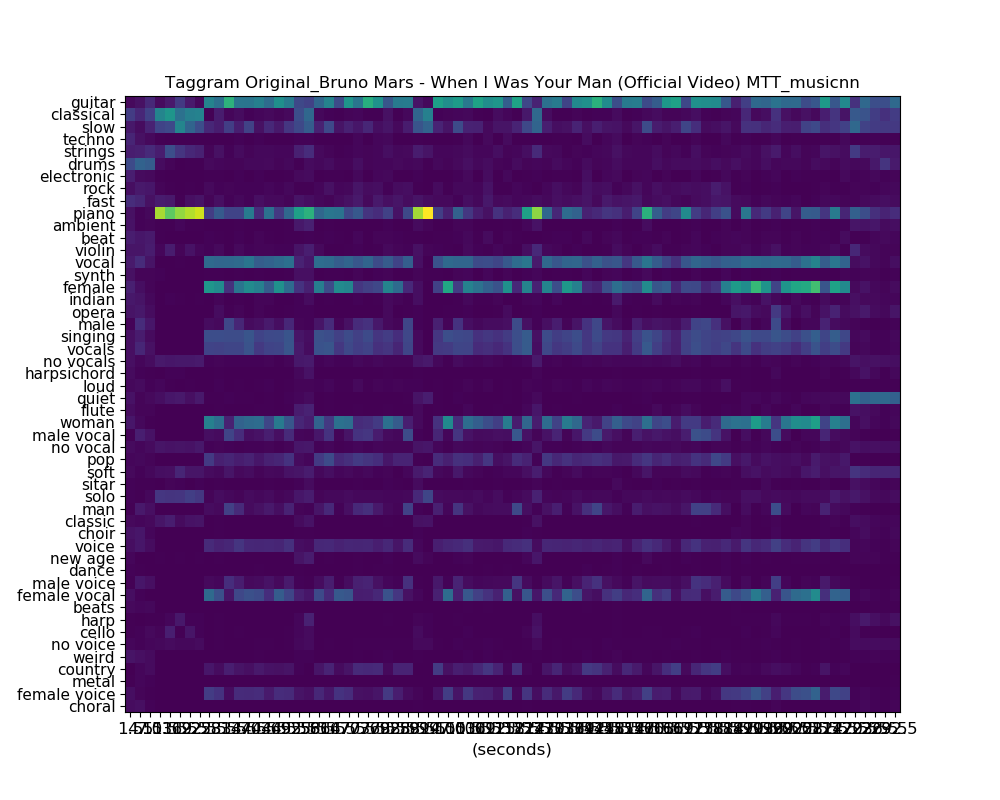 Taggram Original_Bruno Mars - When I Was Your Man (Official Video) MTT_musicnn
guitar
classical
slow
techno
strings
drums
electronic
rock
fast
piano
ambient
beat
violin
vocal
synth
female
indian
opera
male
singing
vocals
no vocals
harpsichord
loud
quiet
flute
woman
male vocal
no vocal
pop
soft
sitar
solo
man
classic
choir
voice
new age
dance
male voice
female vocal
beats
harp
cello
no voice
weird
country
metal
female voice
choral
(seconds)